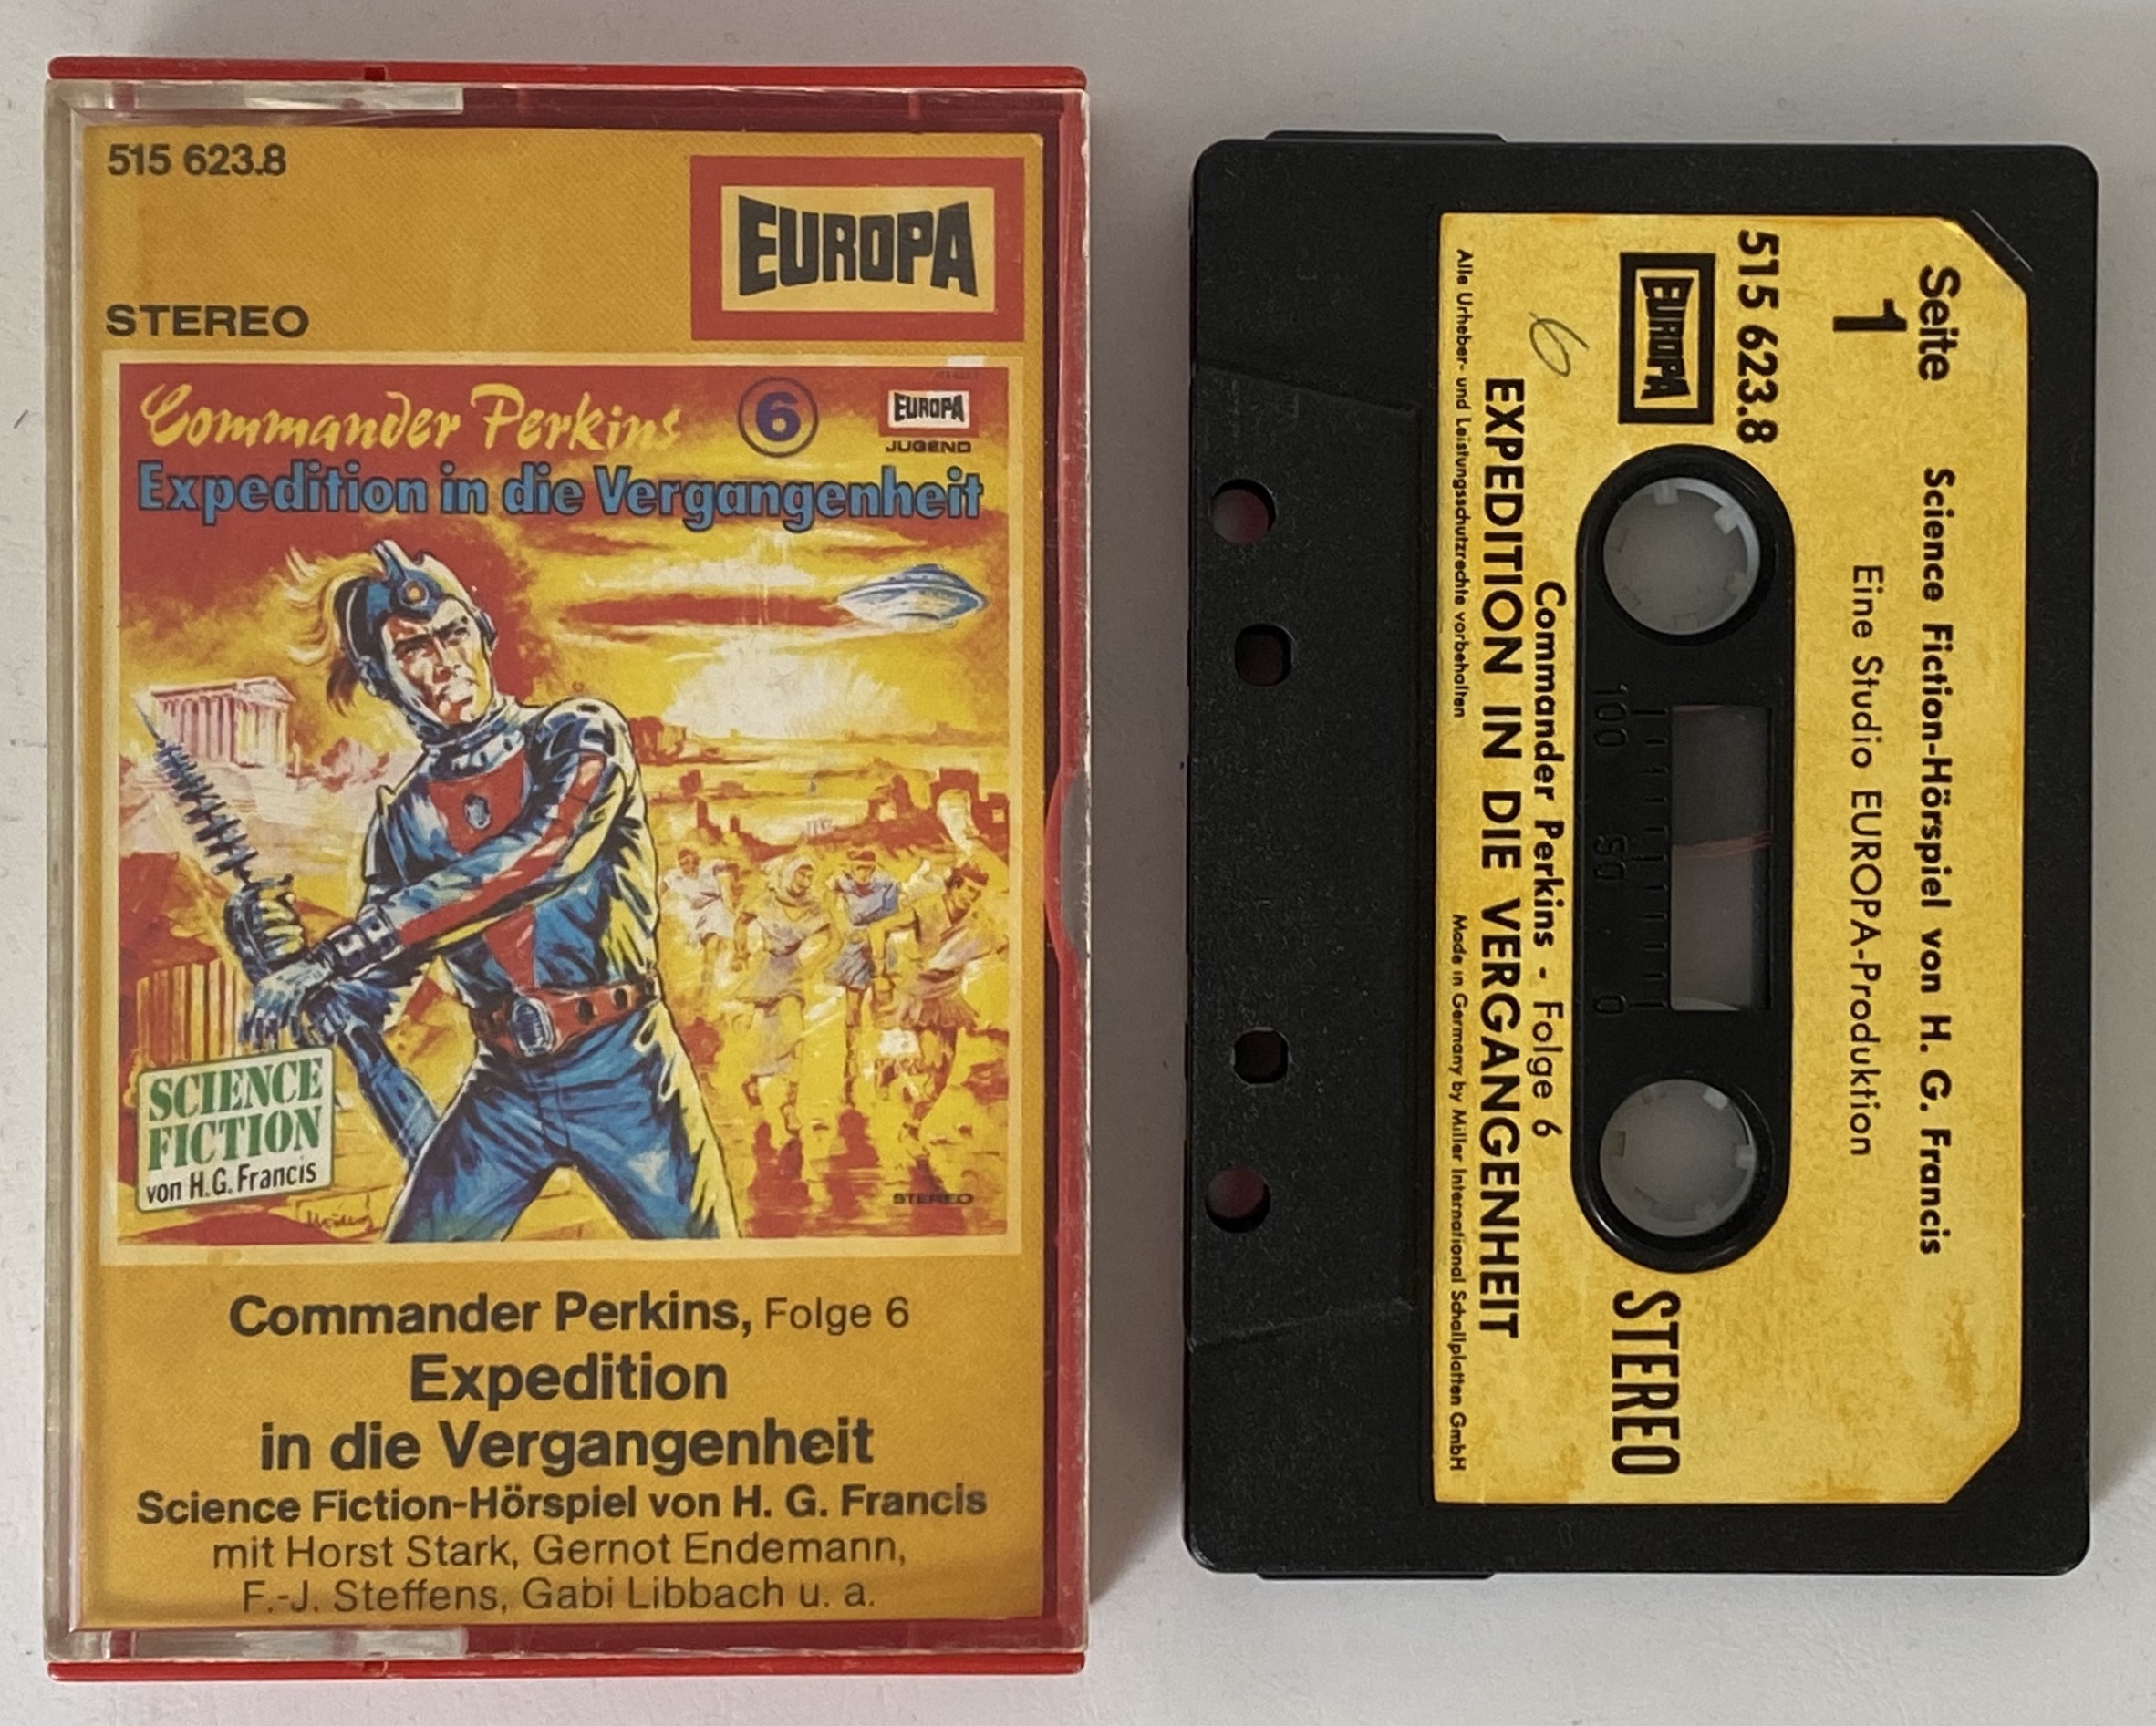 515 623.8
EUROPA
STEREO
Commander Perkins
6
EUROPA
JUGEND
Expedition in die Vergangenheit
SCIENCE
FICTION
von H.G. Francis
STEREO
Commander Perkins, Folge 6
Expedition
in die Vergangenheit
Science Fiction-Hörspiel von H. G. Francis
mit Horst Stark, Gernot Endemann,
F.-J. Steffens, Gabi Libbach u. a.
Seite
1
Science Fiction-Hörspiel von H. G. Francis
Eine Studio EUROPA-Produktion
515 623.8
EUROPA
STEREO
100 50 0
6
Commander Perkins - Folge 6
EXPEDITION IN DIE VERGANGENHEIT
Alle Urheber- und Leistungsschutzrechte vorbehalten Made in Germany by Miller International Schallplatten GmbH